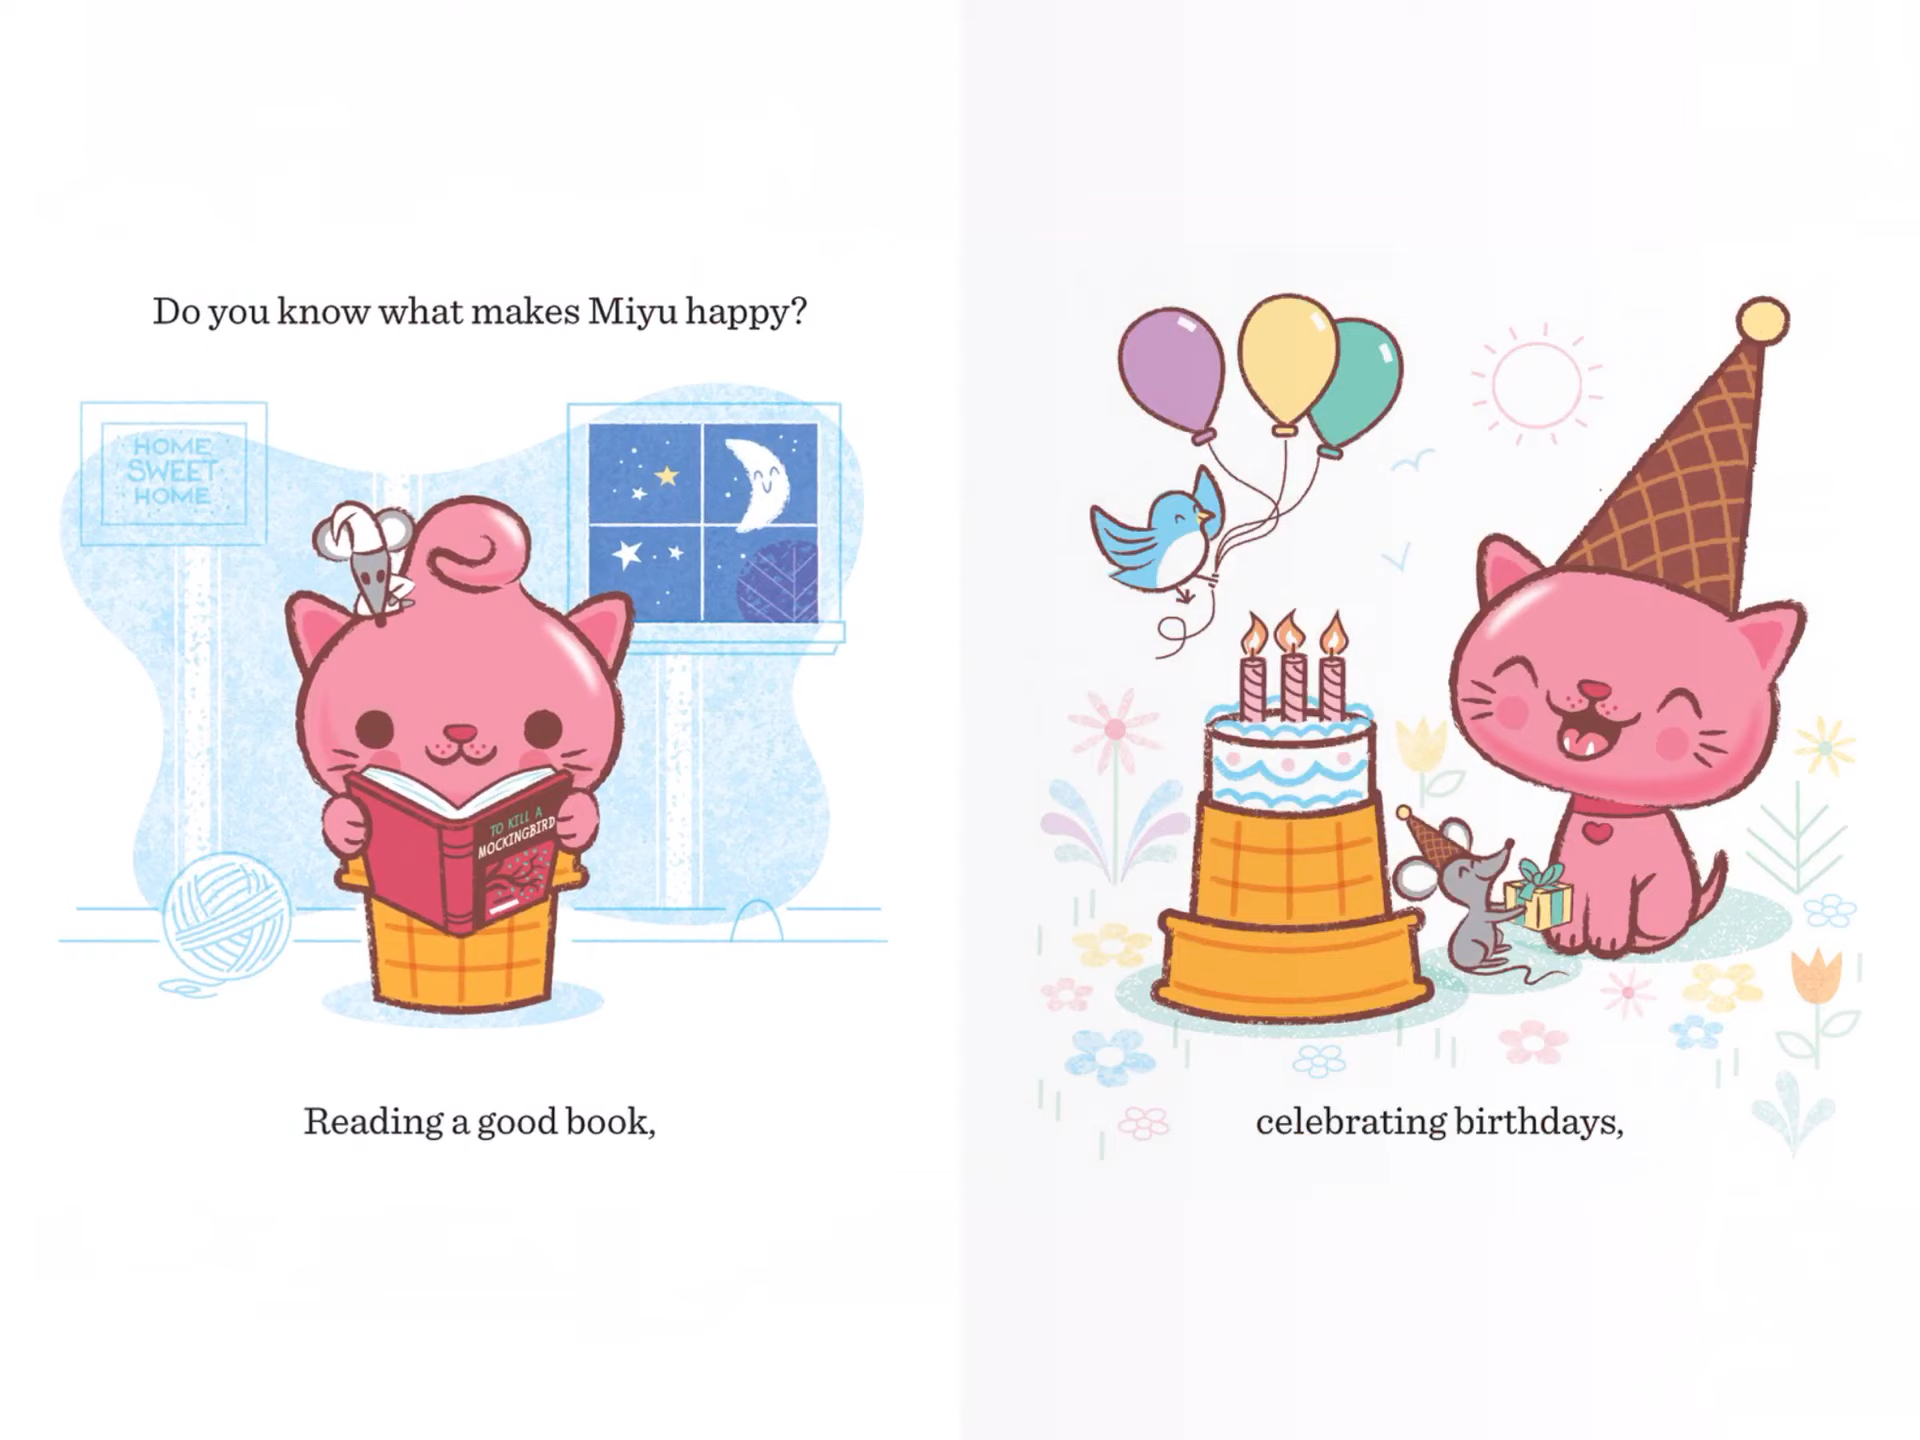 Do you know what makes Miyu happy?
HOME
SWEET
HOME
TO KILL A
MOCKINGBIRD
Reading a good book,
celebrating birthdays,